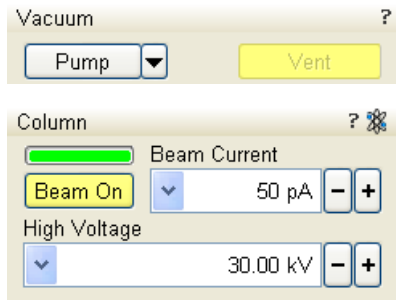 Vacuum ?
Pump Vent
Column ?
Beam Current
Beam On 50 pA - +
High Voltage
30.00 kV - +